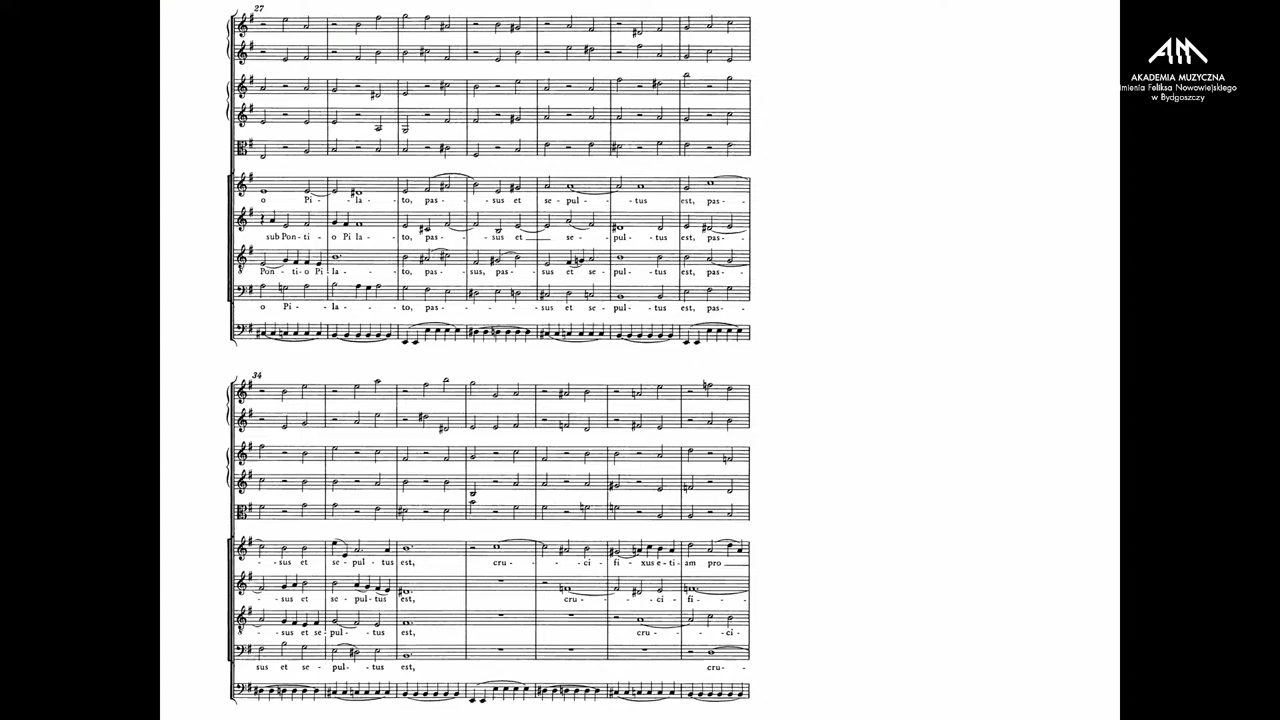 27
AM
AKADEMIA MUZYCZNA
imienia Feliksa Nowowiejskiego
w Bydgoszczy
o Pi - la - to, pas - sus et se - pul - tus est, pas -
sub Pon - ti - o Pi la - to, pas - sus et se - pul - tus est, pas -
Pon - ti - o Pi - la - to, pas - sus, pas - sus et se - pul - tus est, pas -
o Pi - la - to, pas - sus et se - pul - tus est, pas -
34
- sus et se - pul - tus est, cru - ci - fi - xus e - ti - am pro
- sus et se - pul - tus est, cru - ci - fi -
- sus et se - pul - tus est, cru - ci -
sus et se - pul - tus est, cru -